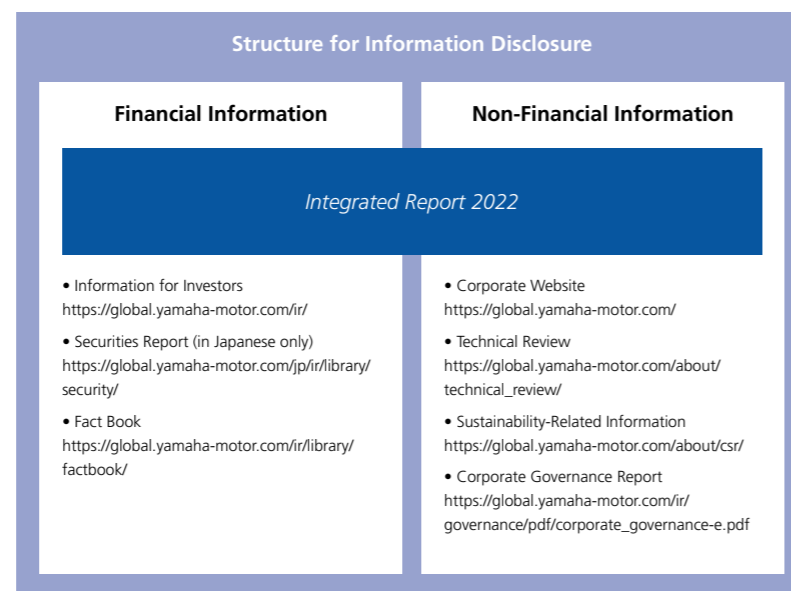 Structure for Information Disclosure
Financial Information
Non-Financial Information
Integrated Report 2022
• Information for Investors
https://global.yamaha-motor.com/ir/
• Securities Report (in Japanese only)
https://global.yamaha-motor.com/jp/ir/library/
security/
• Fact Book
https://global.yamaha-motor.com/ir/library/
factbook/
• Corporate Website
https://global.yamaha-motor.com/
• Technical Review
https://global.yamaha-motor.com/about/
technical_review/
• Sustainability-Related Information
https://global.yamaha-motor.com/about/csr/
• Corporate Governance Report
https://global.yamaha-motor.com/ir/
governance/pdf/corporate_governance-e.pdf